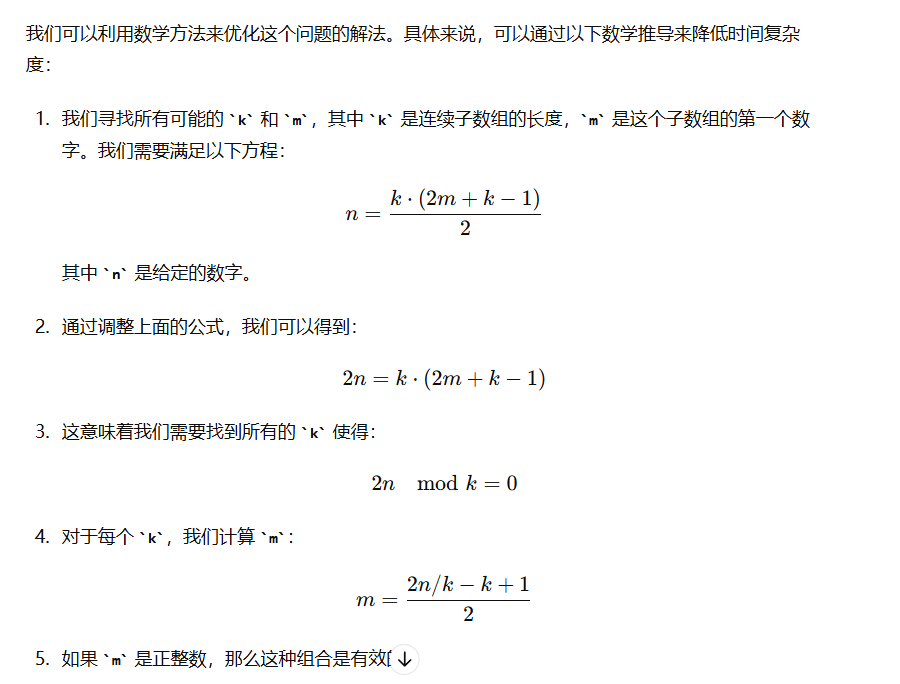 我们可以利用数学方法来优化这个问题的解法。具体来说，可以通过以下数学推导来降低时间复杂
度：
1. 我们寻找所有可能的 `k` 和 `m`，其中 `k` 是连续子数组的长度，`m` 是这个子数组的第一个数
字。我们需要满足以下方程：
n = k · (2m + k − 1) / 2
其中 `n` 是给定的数字。
2. 通过调整上面的公式，我们可以得到：
2n = k · (2m + k − 1)
3. 这意味着我们需要找到所有的 `k` 使得：
2n mod k = 0
4. 对于每个 `k`，我们计算 `m`：
m = 2n/k − k + 1 / 2
5. 如果 `m` 是正整数，那么这种组合是有效